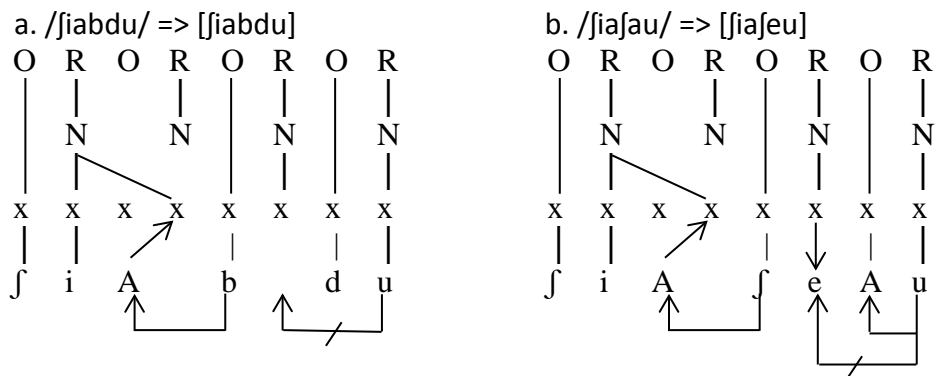 a. /ʃiabdu/ => [ʃiabdu]
O R O R O R O R
N N N N
x x x x x x x x
ʃ i A b d u
b. /ʃiaʃau/ => [ʃiaʃeu]
O R O R O R O R
N N N N
x x x x x x x x
ʃ i A ʃ e A u